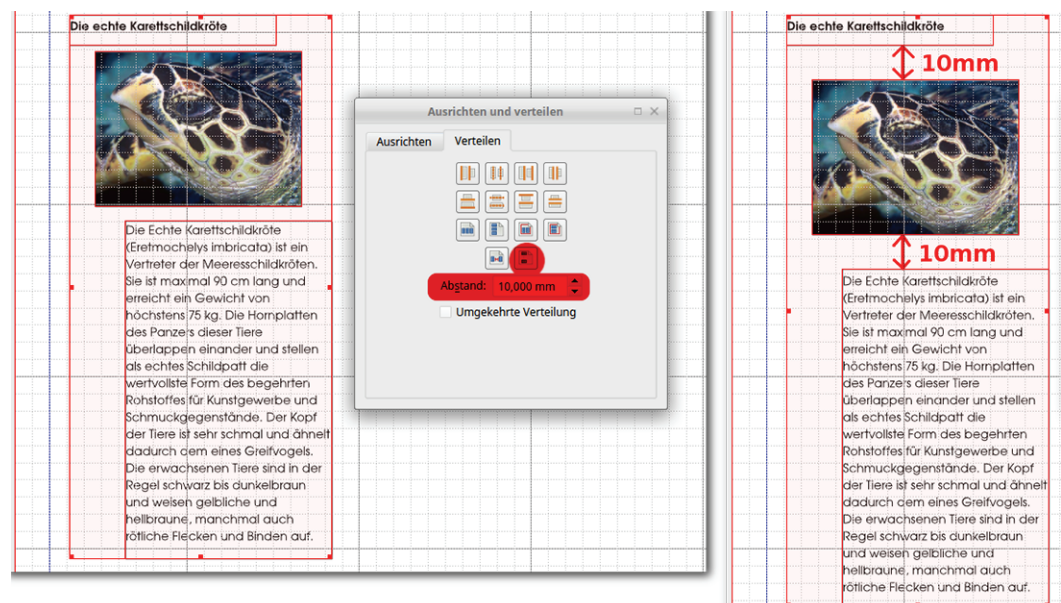 Die echte Karettschildkröte
Die Echte Karettschildkröte
(Eretmochelys imbricata) ist ein
Vertreter der Meeresschildkröten.
Sie ist maximal 90 cm lang und
erreicht ein Gewicht von
höchstens 75 kg. Die Hornplatten
des Panzers dieser Tiere
überlappen einander und stellen
als echtes Schildpatt die
wertvollste Form des begehrten
Rohstoffes für Kunstgewerbe und
Schmuckgegenstände. Der Kopf
der Tiere ist sehr schmal und ähnelt
dadurch dem eines Greifvogels.
Die erwachsenen Tiere sind in der
Regel schwarz bis dunkelbraun
und weisen gelbliche und
hellbraune, manchmal auch
rötliche Flecken und Binden auf.
Ausrichten und verteilen
Ausrichten Verteilen
Abstand: 10,000 mm
Umgekehrte Verteilung
Die echte Karettschildkröte
10mm
10mm
Die Echte Karettschildkröte
(Eretmochelys imbricata) ist ein
Vertreter der Meeresschildkröten.
Sie ist maximal 90 cm lang und
erreicht ein Gewicht von
höchstens 75 kg. Die Hornplatten
des Panzers dieser Tiere
überlappen einander und stellen
als echtes Schildpatt die
wertvollste Form des begehrten
Rohstoffes für Kunstgewerbe und
Schmuckgegenstände. Der Kopf
der Tiere ist sehr schmal und ähnelt
dadurch dem eines Greifvogels.
Die erwachsenen Tiere sind in der
Regel schwarz bis dunkelbraun
und weisen gelbliche und
hellbraune, manchmal auch
rötliche Flecken und Binden auf.